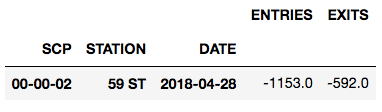 ENTRIES EXITS
SCP STATION DATE
00-00-02 59 ST 2018-04-28 -1153.0 -592.0